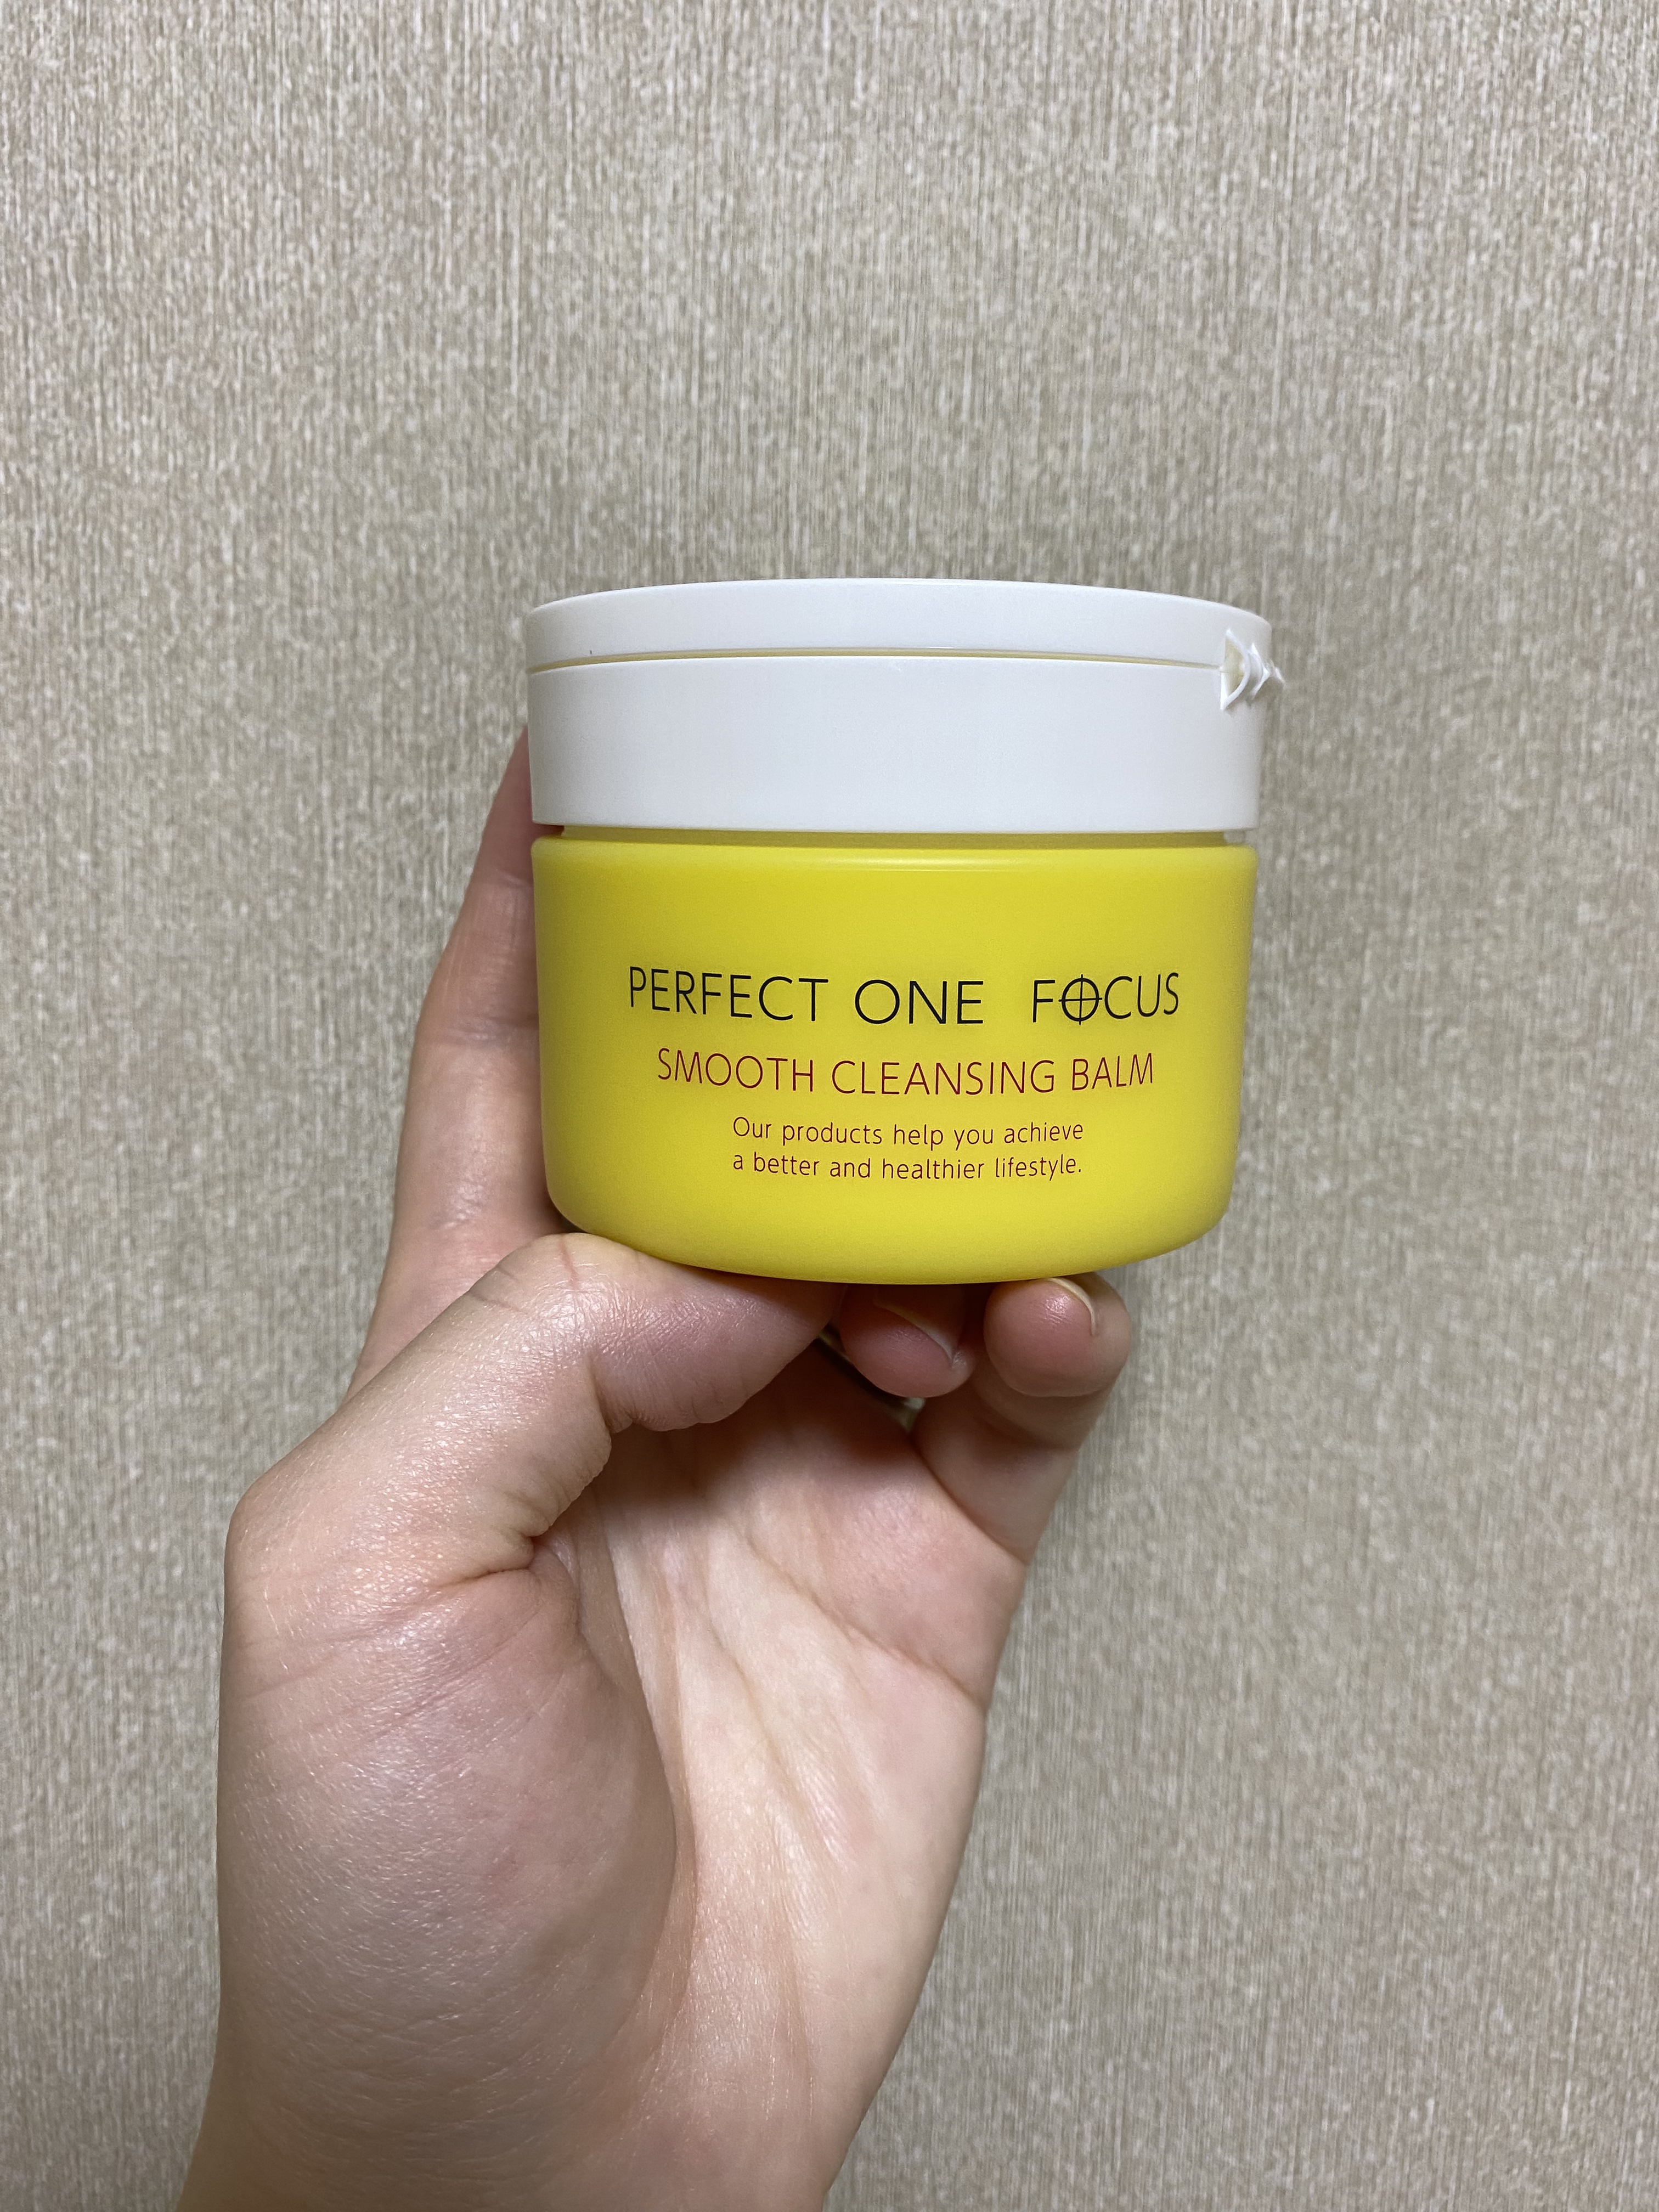 PERFECT ONE FOCUS
SMOOTH CLEANSING BALM
Our products help you achieve
a better and healthier lifestyle.